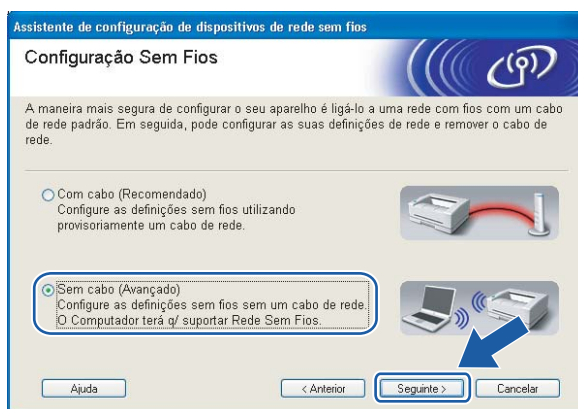 Assistente de configuração de dispositivos de rede sem fios
Configuração Sem Fios
A maneira mais segura de configurar o seu aparelho é ligá-lo a uma rede com fios com um cabo
de rede padrão. Em seguida, pode configurar as suas definições de rede e remover o cabo de
rede.
Com cabo (Recomendado)
Configure as definições sem fios utilizando
provisoriamente um cabo de rede.
Sem cabo (Avançado)
Configure as definições sem fios sem um cabo de rede.
O Computador terá q/ suportar Rede Sem Fios.
Ajuda
< Anterior
Seguinte >
Cancelar